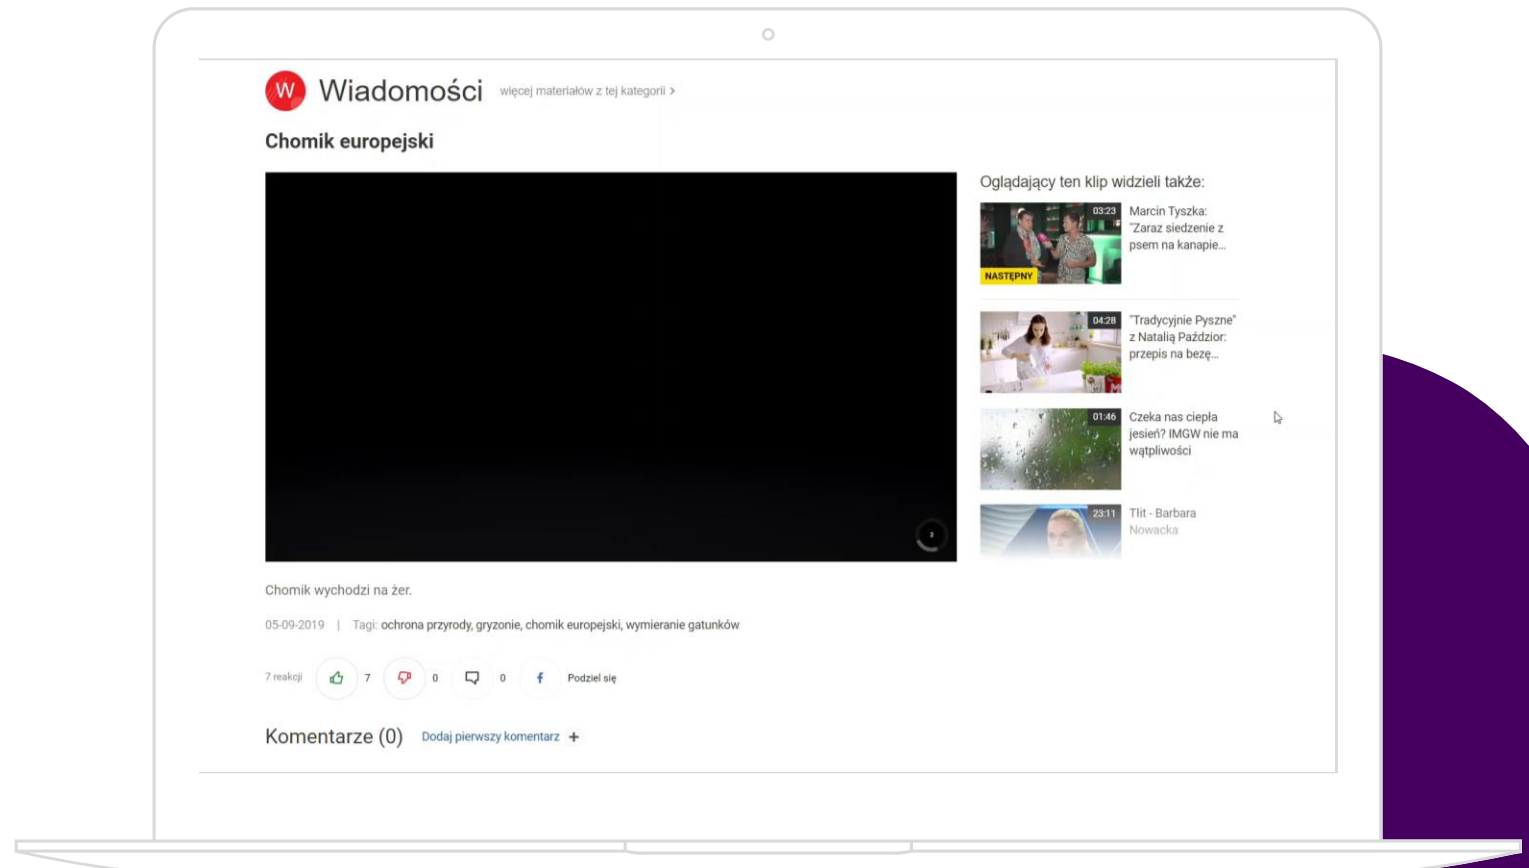 W Wiadomości więcej materiałów z tej kategorii >
Chomik europejski
Oglądający ten klip widzieli także:
03:23
NASTĘPNY
Marcin Tyszka:
"Zaraz siedzenie z
psem na kanapie...
04:28
"Tradycyjnie Pyszne"
z Natalią Paździor:
przepis na bezę...
01:46
Czeka nas ciepła
jesień? IMGW nie ma
wątpliwości
23:11
Tłit - Barbara
Nowacka
2
Chomik wychodzi na żer.
05-09-2019 | Tagi: ochrona przyrody, gryzonie, chomik europejski, wymieranie gatunków
7 reakcji 7 0 0 f Podziel się
Komentarze (0) Dodaj pierwszy komentarz +